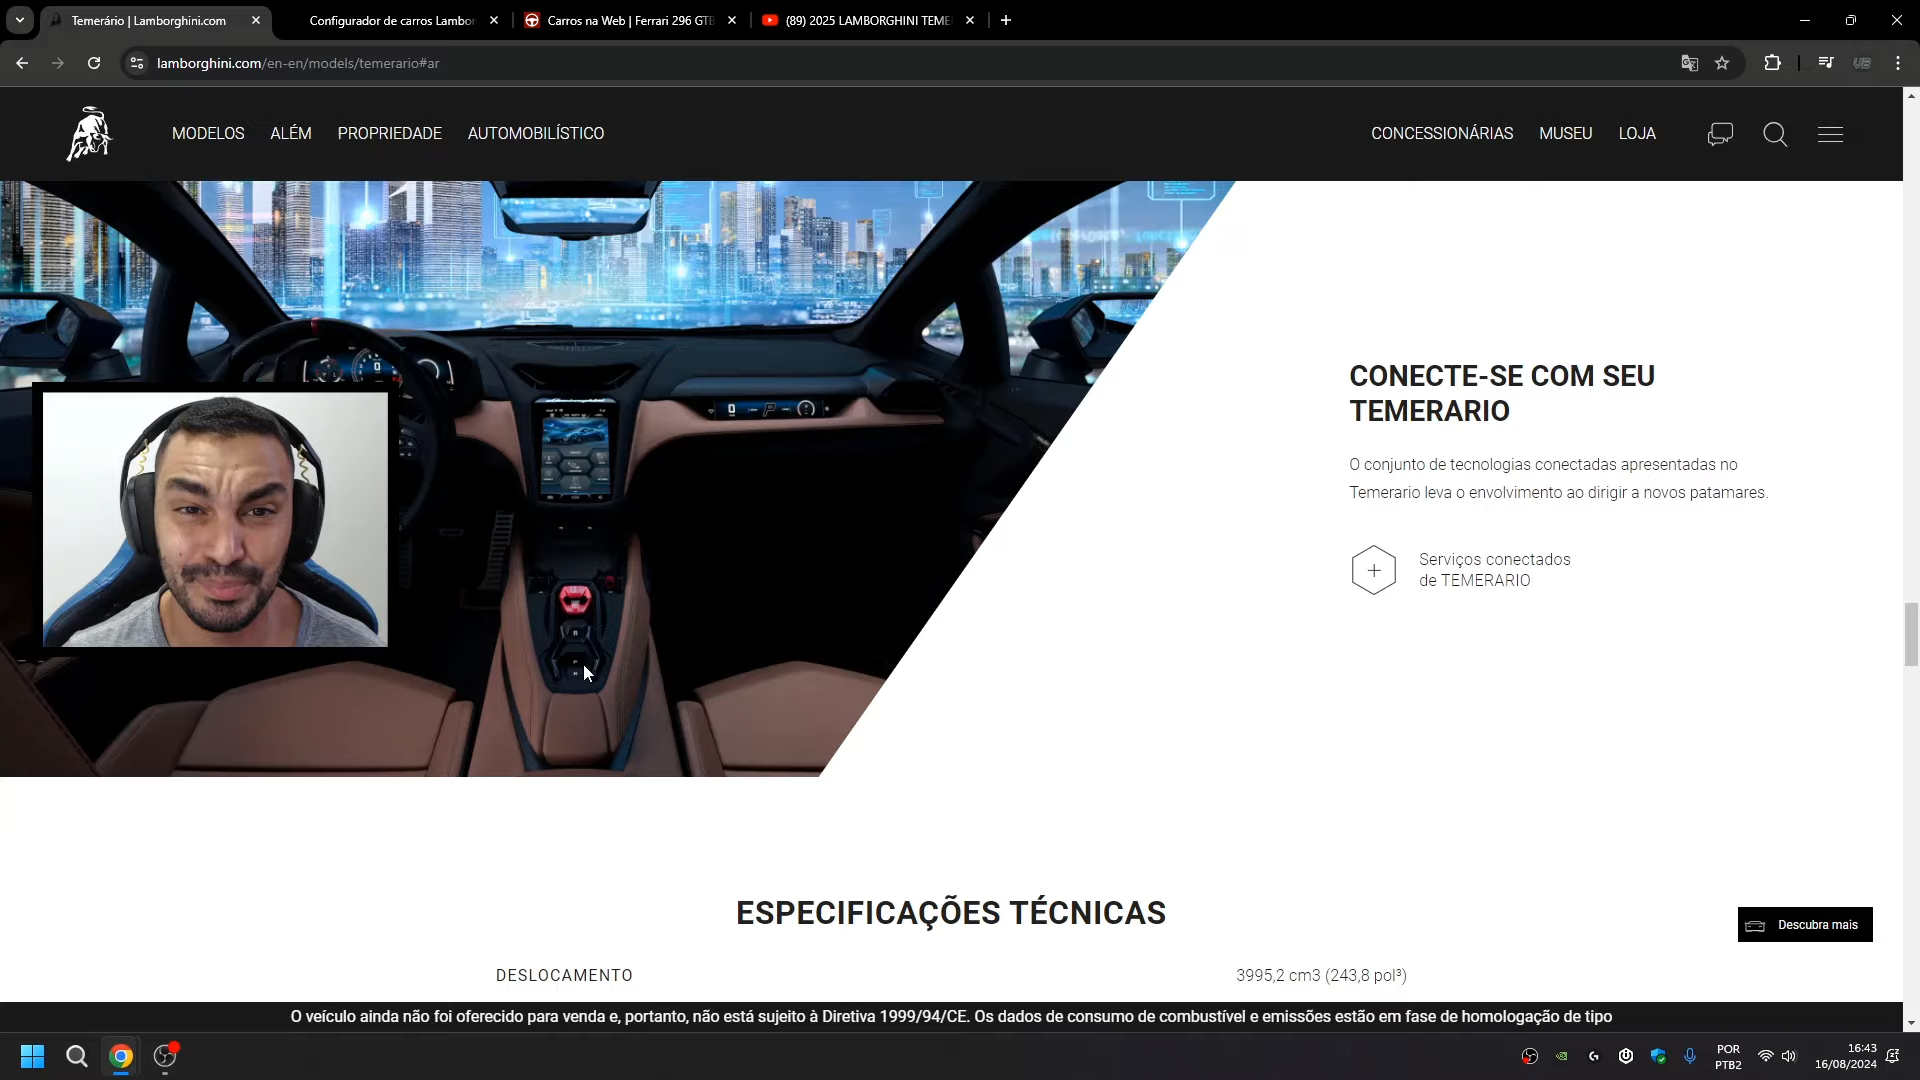 Temerário | Lamborghini.com
Configurador de carros Lambor
Carros na Web | Ferrari 296 GTB
(89) 2025 LAMBORGHINI TEME
lamborghini.com/en-en/models/temerario#ar
MODELOS
ALÉM
PROPRIEDADE
AUTOMOBILÍSTICO
CONCESSIONÁRIAS
MUSEU
LOJA
CONECTE-SE COM SEU
TEMERARIO
O conjunto de tecnologias conectadas apresentadas no
Temerario leva o envolvimento ao dirigir a novos patamares.
Serviços conectados
de TEMERARIO
ESPECIFICAÇÕES TÉCNICAS
Descubra mais
DESLOCAMENTO
3995,2 cm3 (243,8 pol³)
O veículo ainda não foi oferecido para venda e, portanto, não está sujeito à Diretiva 1999/94/CE. Os dados de consumo de combustível e emissões estão em fase de homologação de tipo
POR
PTB2
16:43
16/08/2024